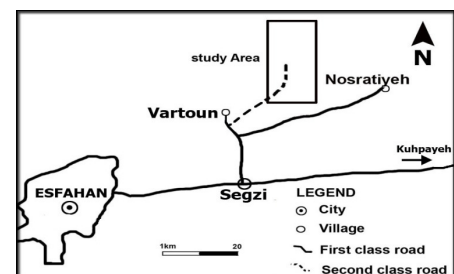 N
study Area
Nosratiyeh
Vartoun
Kuhpayeh
ESFAHAN
Segzi
LEGEND
City
Village
First class road
Second class road
1km 20